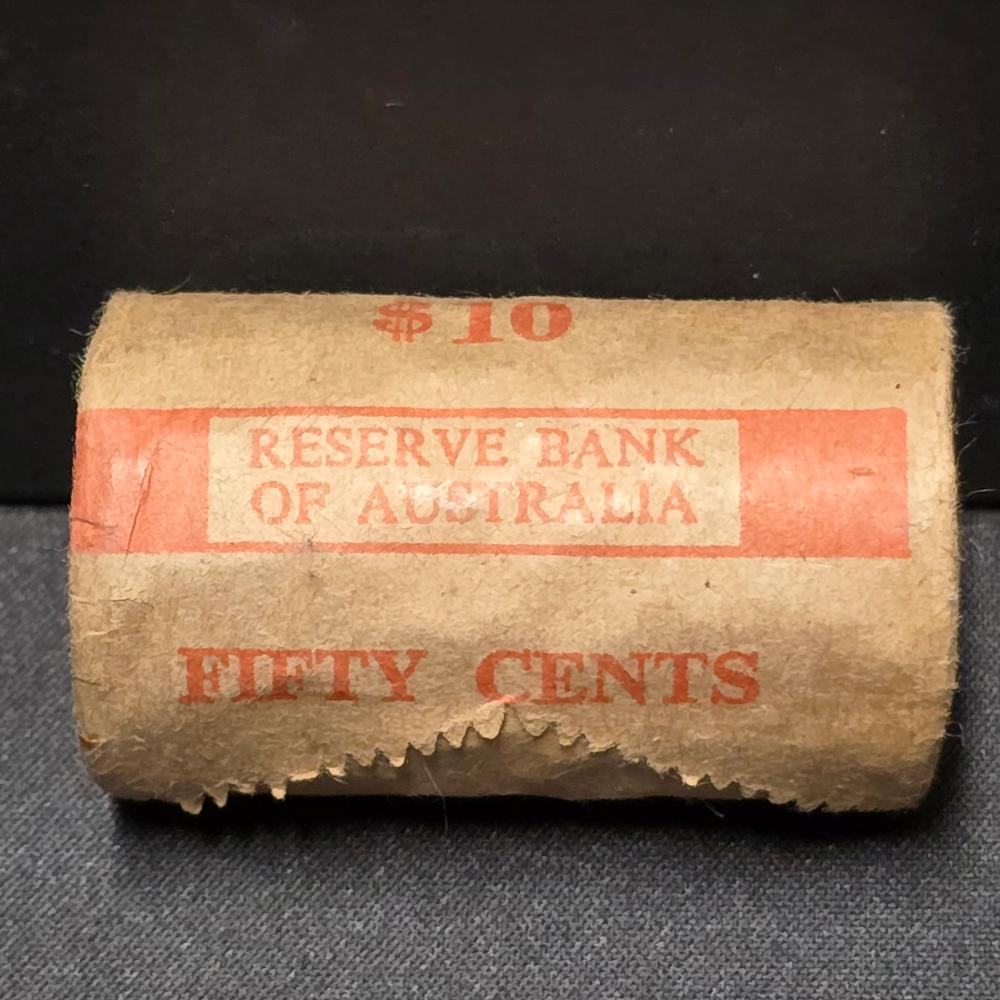 $10
RESERVE BANK
OF AUSTRALIA
FIFTY CENTS